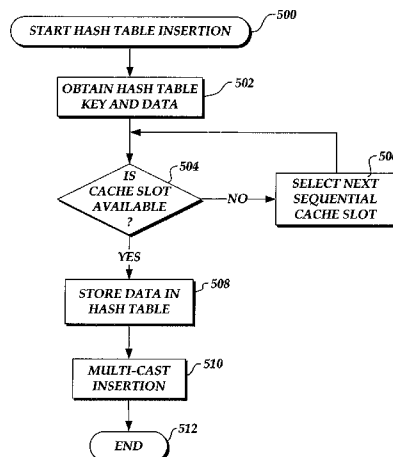 START HASH TABLE INSERTION
500
OBTAIN HASH TABLE
KEY AND DATA
502
IS
CACHE SLOT
AVAILABLE
?
504
NO
SELECT NEXT
SEQUENTIAL
CACHE SLOT
YES
STORE DATA IN
HASH TABLE
508
MULTI-CAST
INSERTION
510
END
512